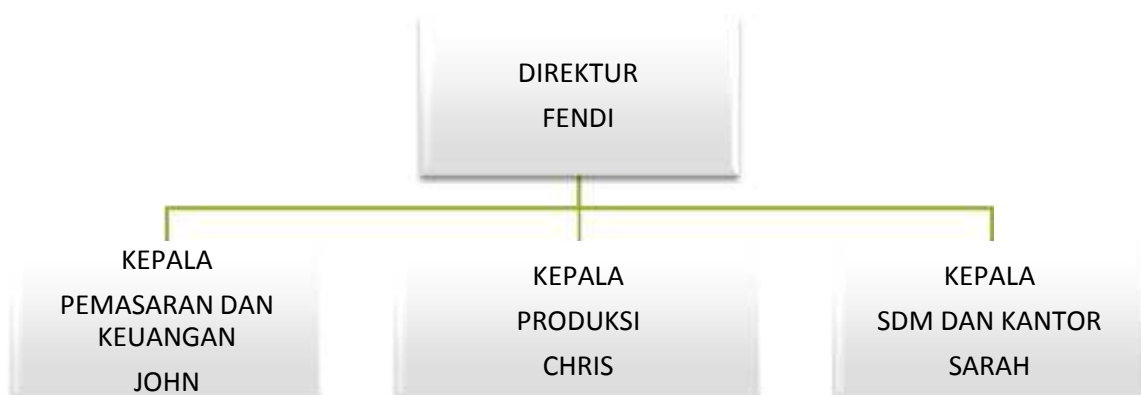 DIREKTUR
FENDI
KEPALA
PEMASARAN DAN
KEUANGAN
JOHN
KEPALA
PRODUKSI
CHRIS
KEPALA
SDM DAN KANTOR
SARAH